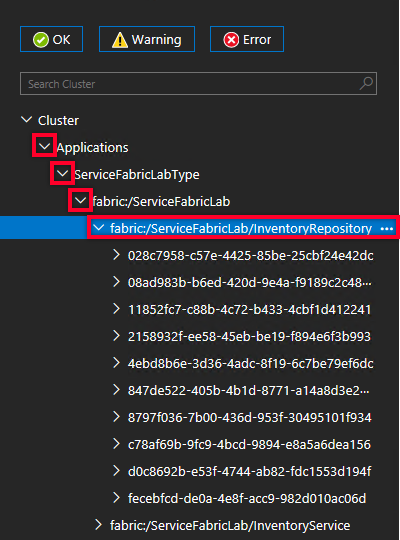 OK Warning Error
Search Cluster
Cluster
Applications
ServiceFabricLabType
fabric:/ServiceFabricLab
fabric:/ServiceFabricLab/InventoryRepository ...
028c7958-c57e-4425-85be-25cbf24e42dc
08ad983b-b6ed-420d-9e4a-f9189c2c48...
11852fc7-c88b-4c72-b433-4cbf1d412241
2158932f-ee58-45eb-be19-f894e6f3b993
4ebd8b6e-3d36-4adc-8f19-6c7be79ef6dc
847de522-405b-4b1d-8771-a14a8d3e2...
8797f036-7b00-436d-953f-30495101f934
c78af69b-9fc9-4bcd-9894-e8a5a6dea156
d0c8692b-e53f-4744-ab82-fdc1553d194f
fecebfcd-de0a-4e8f-acc9-982d010ac06d
fabric:/ServiceFabricLab/InventoryService